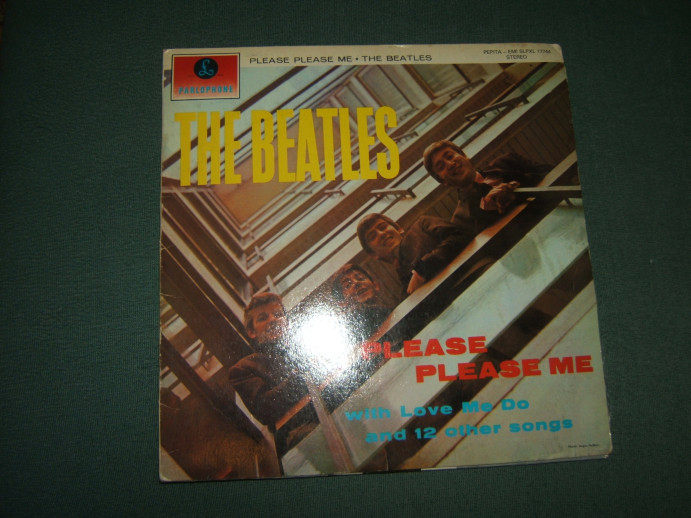 PLEASE PLEASE ME • THE BEATLES
STEREO
PARLOPHONE
THE BEATLES
PLEASE
PLEASE ME
with Love Me Do
and 12 other songs